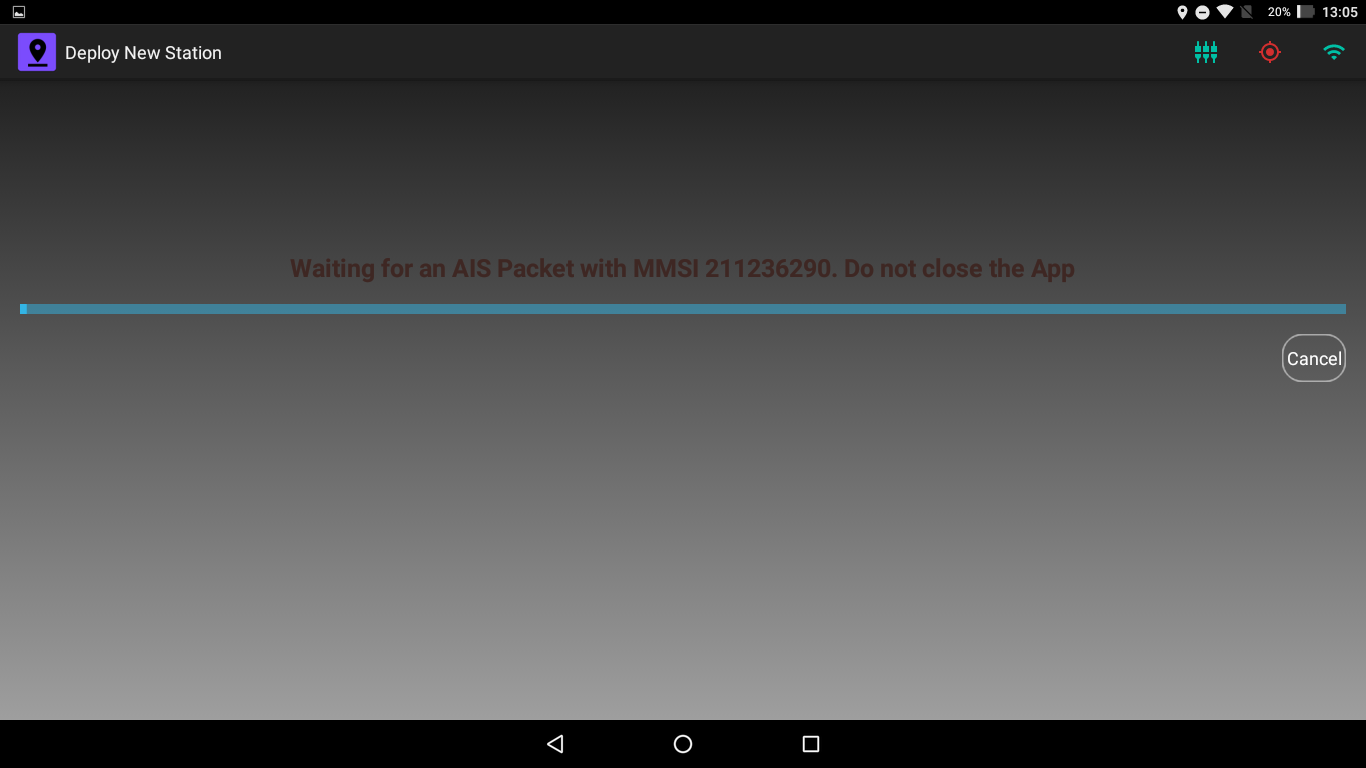 20% 13:05
Deploy New Station
Waiting for an AIS Packet with MMSI 211236290. Do not close the App
Cancel